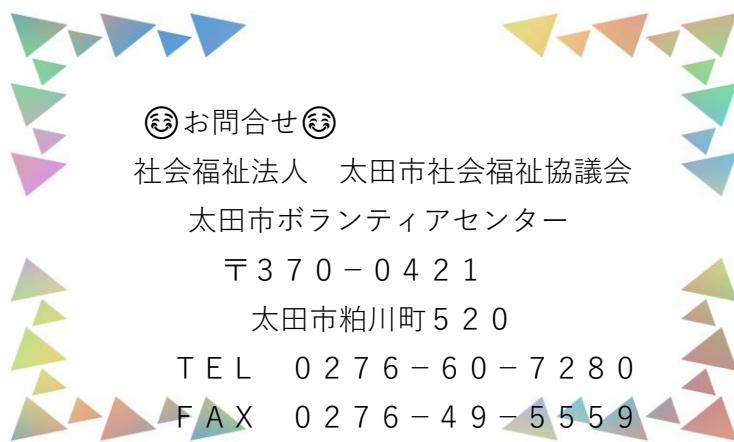 😊お問合せ😊
社会福祉法人　太田市社会福祉協議会
太田市ボランティアセンター
〒３７０－０４２１
太田市粕川町５２０
ＴＥＬ　０２７６－６０－７２８０
ＦＡＸ　０２７６－４９－５５５９